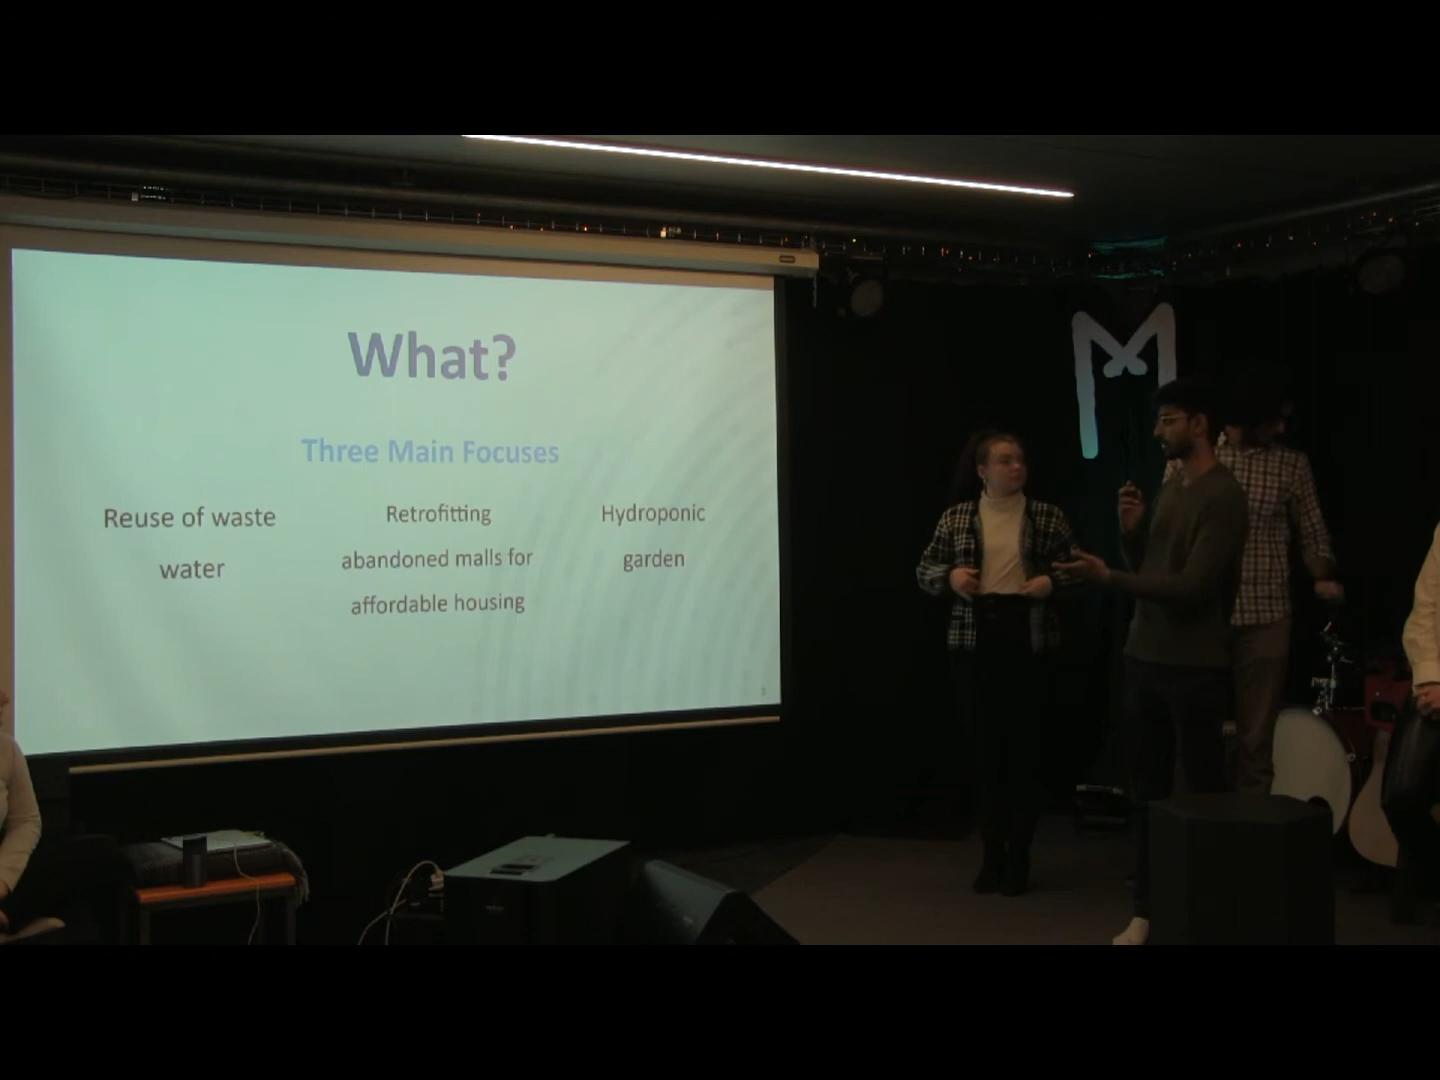 What?
Three Main Focuses
Reuse of waste
water
Retrofitting
abandoned malls for
affordable housing
Hydroponic
garden
M